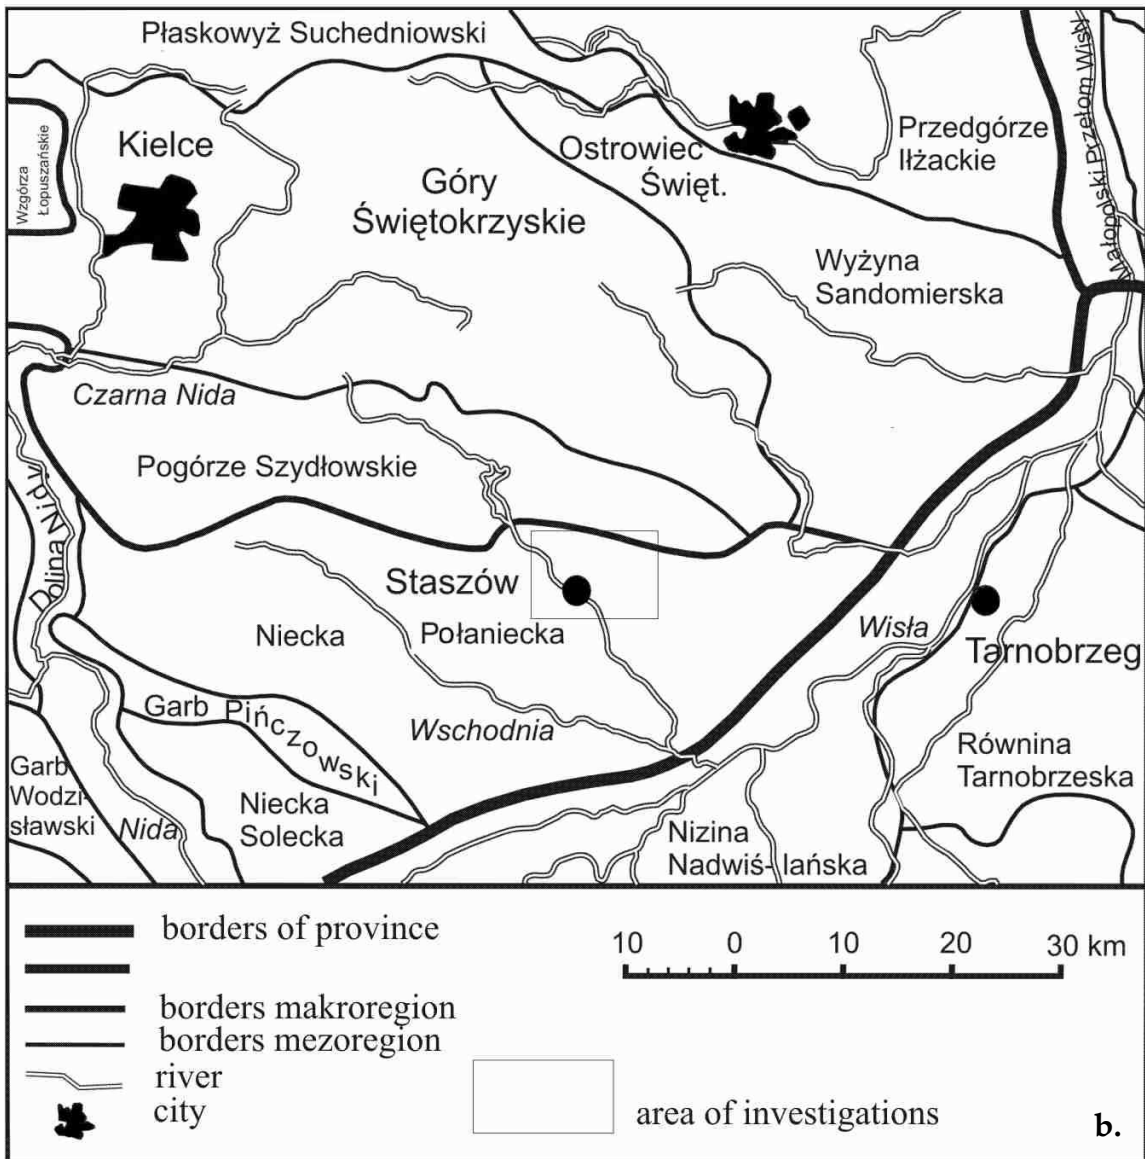 Płaskowyż Suchedniowski
Kielce
Wzgórza
Łopuszańskie
Góry
Świętokrzyskie
Ostrowiec
Święt.
Przedgórze
Iłżackie
Małopolski Przełom Wisły
Wyżyna
Sandomierska
Czarna Nida
Pogórze Szydłowskie
Dolina Nidy
Staszów
Niecka
Połaniecka
Wisła
Tarnobrzeg
Garb Pińczowski
Wschodnia
Równina
Tarnobrzeska
Garb
Wodzi-
sławski
Nida
Niecka
Solecka
Nizina
Nadwiś-lańska
borders of province
borders makroregion
borders mezoregion
river
city
10 0 10 20 30 km
area of investigations
b.